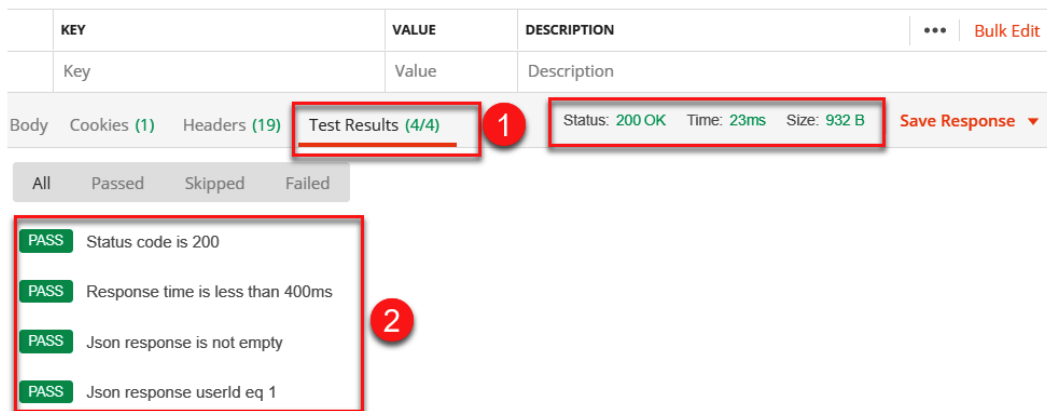 KEY VALUE DESCRIPTION ••• Bulk Edit
Key Value Description
Body Cookies (1) Headers (19) Test Results (4/4) 1 Status: 200 OK Time: 23ms Size: 932 B Save Response
All Passed Skipped Failed
PASS Status code is 200
PASS Response time is less than 400ms
2
PASS Json response is not empty
PASS Json response userId eq 1